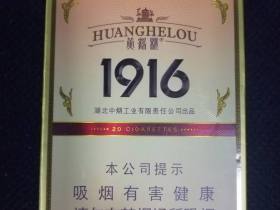 HUANGHELOU
黄鹤楼
1916
湖北中烟工业有限责任公司出品
20 CIGARETTES
本公司提示
吸烟有害健康